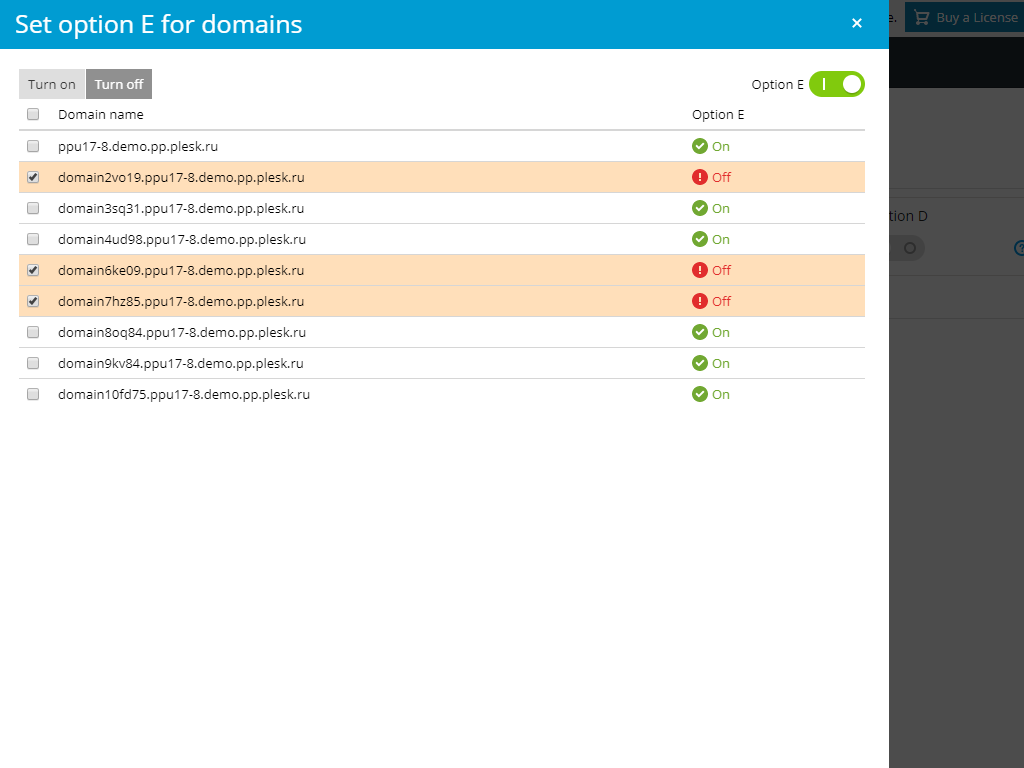 Set option E for domains
e.
Buy a License
Turn on Turn off
Option E
Domain name Option E
ppu17-8.demo.pp.plesk.ru On
domain2vo19.ppu17-8.demo.pp.plesk.ru Off
domain3sq31.ppu17-8.demo.pp.plesk.ru On
tion D
domain4ud98.ppu17-8.demo.pp.plesk.ru On
domain6ke09.ppu17-8.demo.pp.plesk.ru Off
domain7hz85.ppu17-8.demo.pp.plesk.ru Off
domain8oq84.ppu17-8.demo.pp.plesk.ru On
domain9kv84.ppu17-8.demo.pp.plesk.ru On
domain10fd75.ppu17-8.demo.pp.plesk.ru On